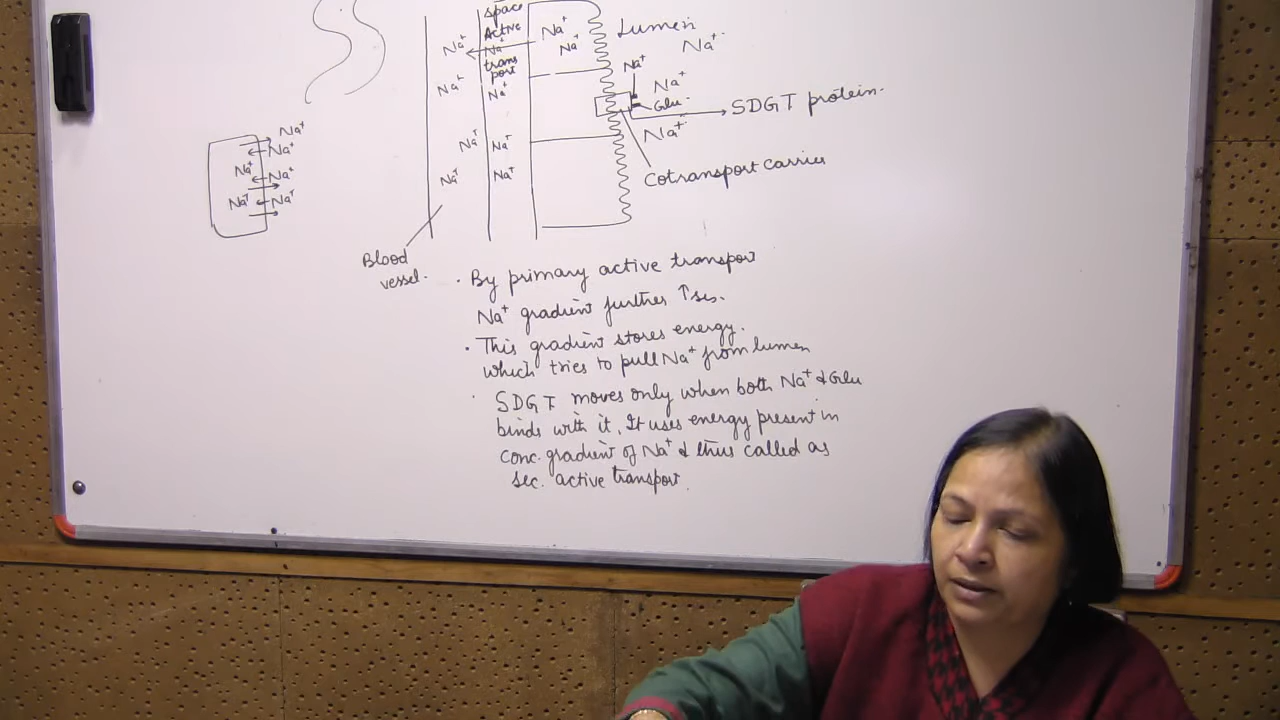 space
Active
Na+
trans
port
Na+
Na+
Na+
Na+
Na+
Na+
Na+
Na+
Na+
Na+
Lumen
Na+
Na+
Na+
Glu.
SDGT protein.
Na+
Cotransport carrier
Na+
Na+
Na+
Na+
Na+
Na+
Blood
vessel.
• By primary active transport
Na+ gradient further ↑ses.
• This gradient stores energy.
which tries to pull Na+ from lumen
SDGT moves only when both Na+ & Glu
binds with it. It uses energy present in
conc. gradient of Na+ & thus called as
sec. active transport.